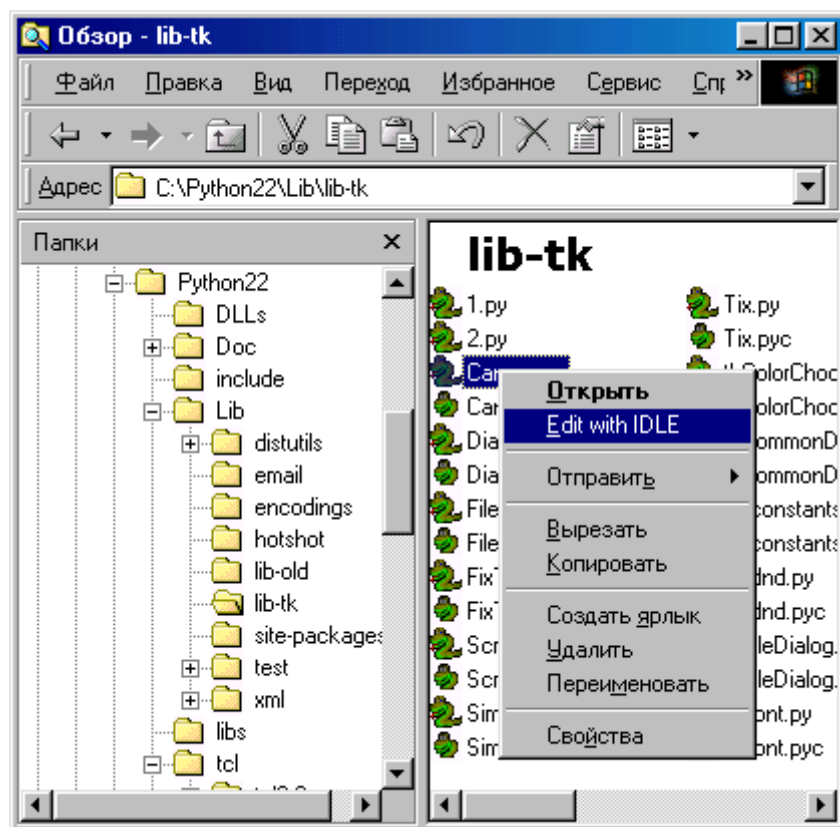 Обзор - lib-tk
Файл Правка Вид Переход Избранное Сервис »
Адрес C:\Python22\Lib\lib-tk
Папки
Python22
DLLs
Doc
include
Lib
distutils
email
encodings
hotshot
lib-old
lib-tk
site-packages
test
xml
libs
tcl
lib-tk
1.py
2.py
Tix.py
Tix.pyc
Открыть
Edit with IDLE
Отправить
Вырезать
Копировать
Создать ярлык
Удалить
Переименовать
Свойства